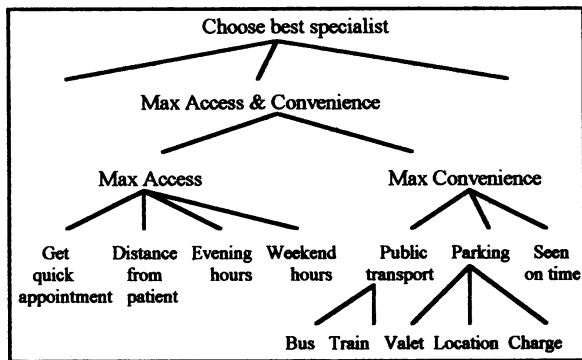 Choose best specialist
Max Access & Convenience
Max Access
Max Convenience
Get quick appointment
Distance from patient
Evening hours
Weekend hours
Public transport
Parking
Seen on time
Bus
Train
Valet
Location
Charge